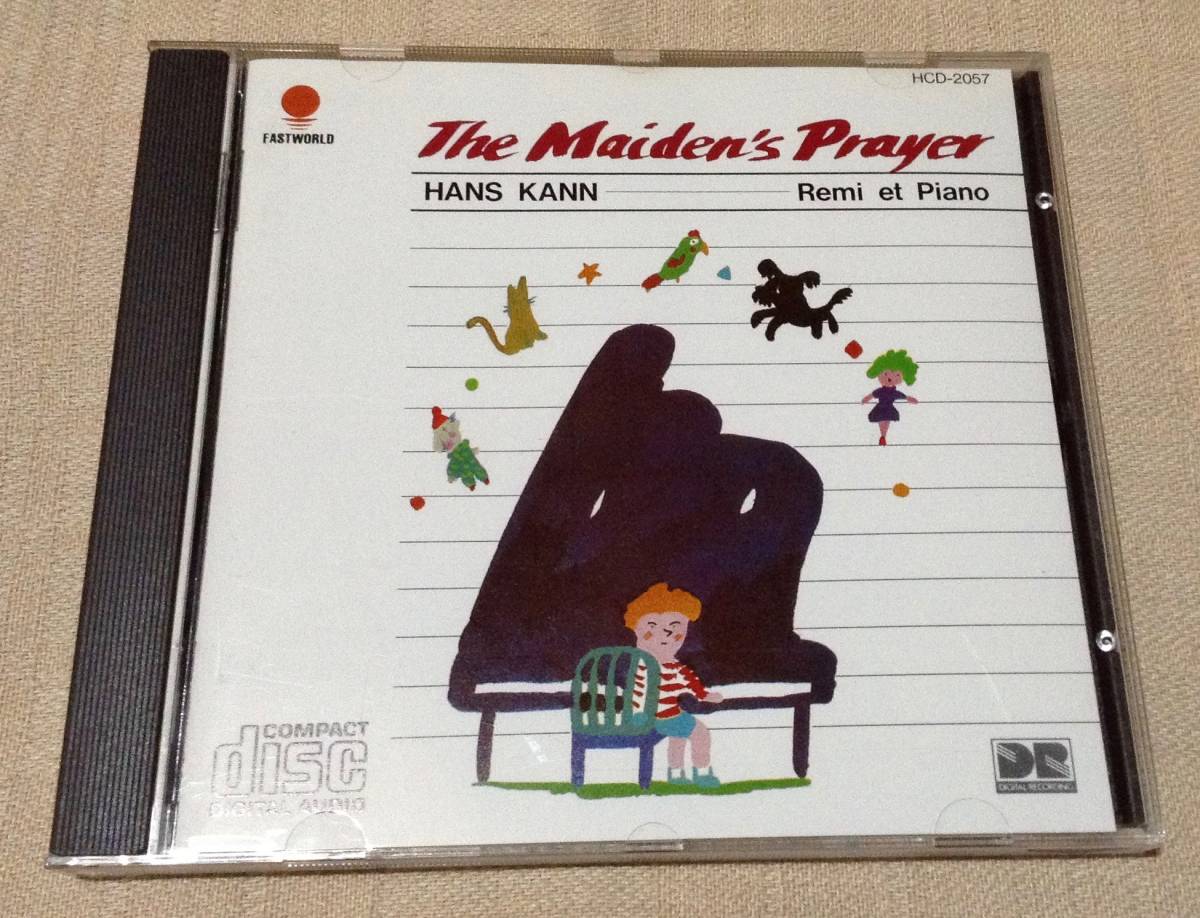 HCD-2057
FASTWORLD
The Maiden's Prayer
HANS KANN Remi et Piano
COMPACT
disc
DIGITAL AUDIO
DR
DIGITAL RECORDING